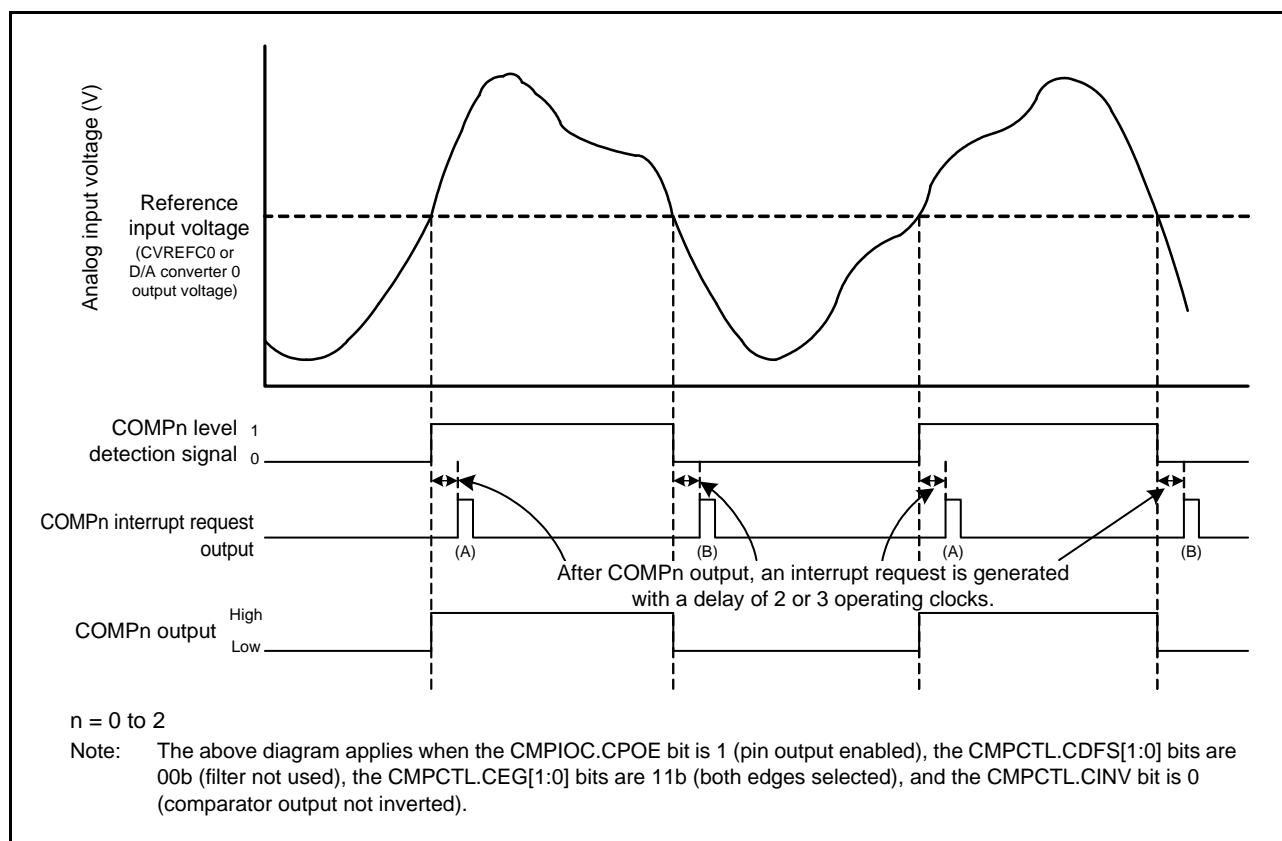 Analog input voltage (V)
Reference
input voltage
(CVREFC0 or
D/A converter 0
output voltage)
COMPn level
detection signal
1
0
COMPn interrupt request
output
(A)
(B)
(A)
(B)
After COMPn output, an interrupt request is generated
with a delay of 2 or 3 operating clocks.
COMPn output
High
Low
n = 0 to 2
Note: The above diagram applies when the CMPIOC.CPOE bit is 1 (pin output enabled), the CMPCTL.CDFS[1:0] bits are
00b (filter not used), the CMPCTL.CEG[1:0] bits are 11b (both edges selected), and the CMPCTL.CINV bit is 0
(comparator output not inverted).